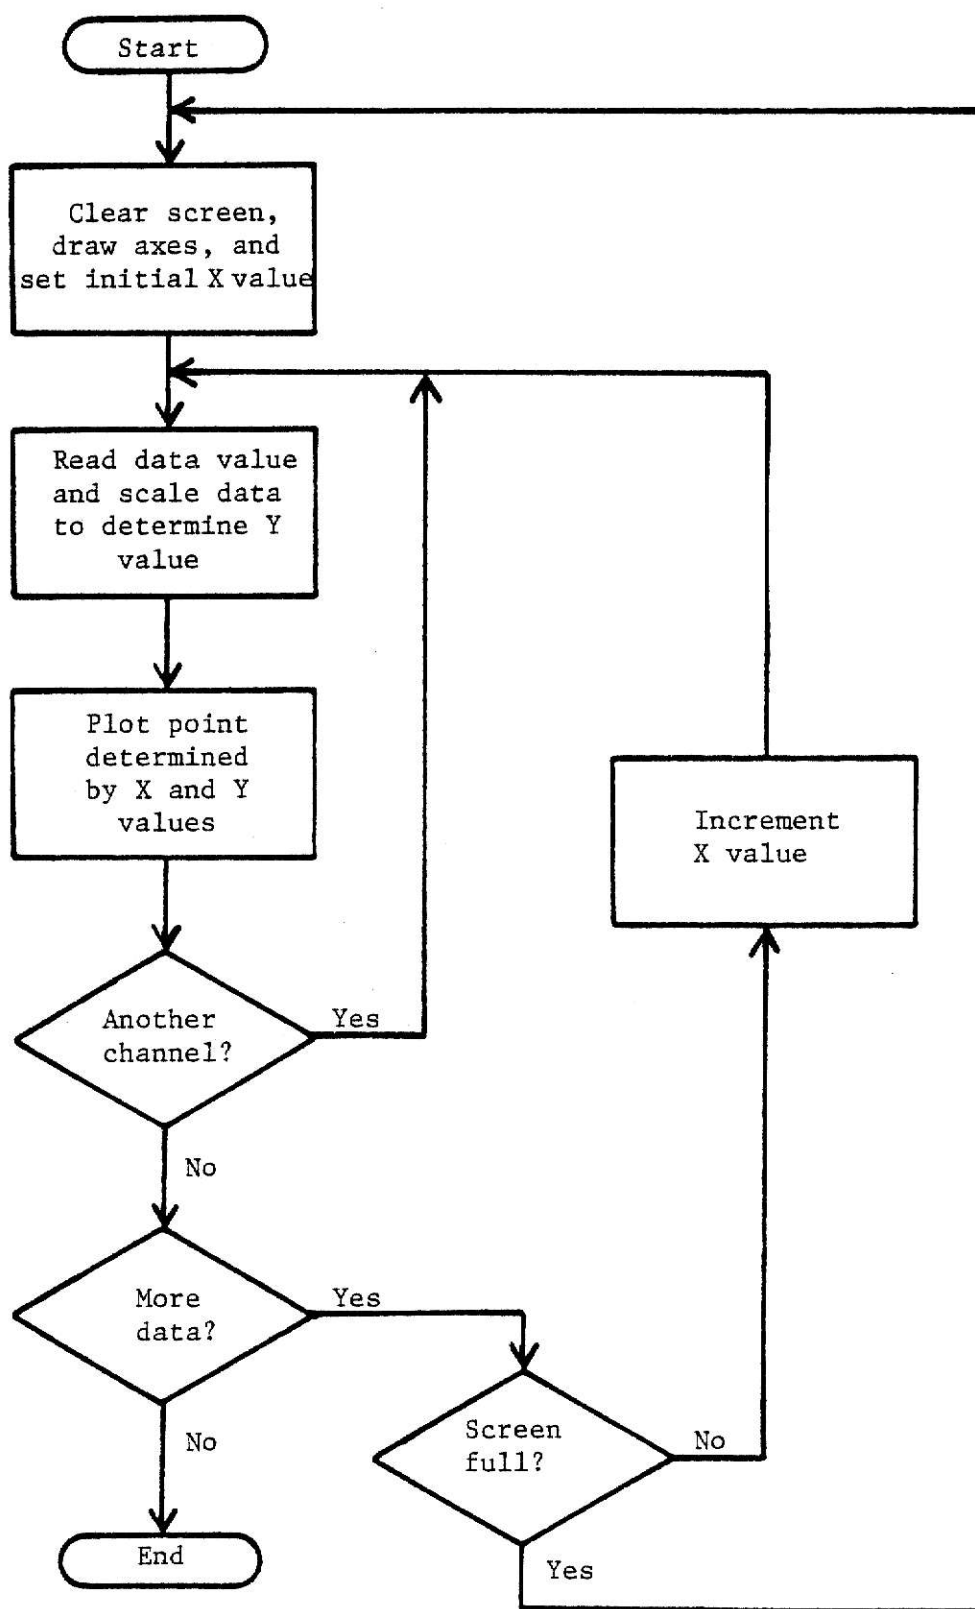 Start
Clear screen,
draw axes, and
set initial X value
Read data value
and scale data
to determine Y
value
Plot point
determined
by X and Y
values
Increment
X value
Another
channel?
Yes
No
More
data?
Yes
No
Screen
full?
No
Yes
End